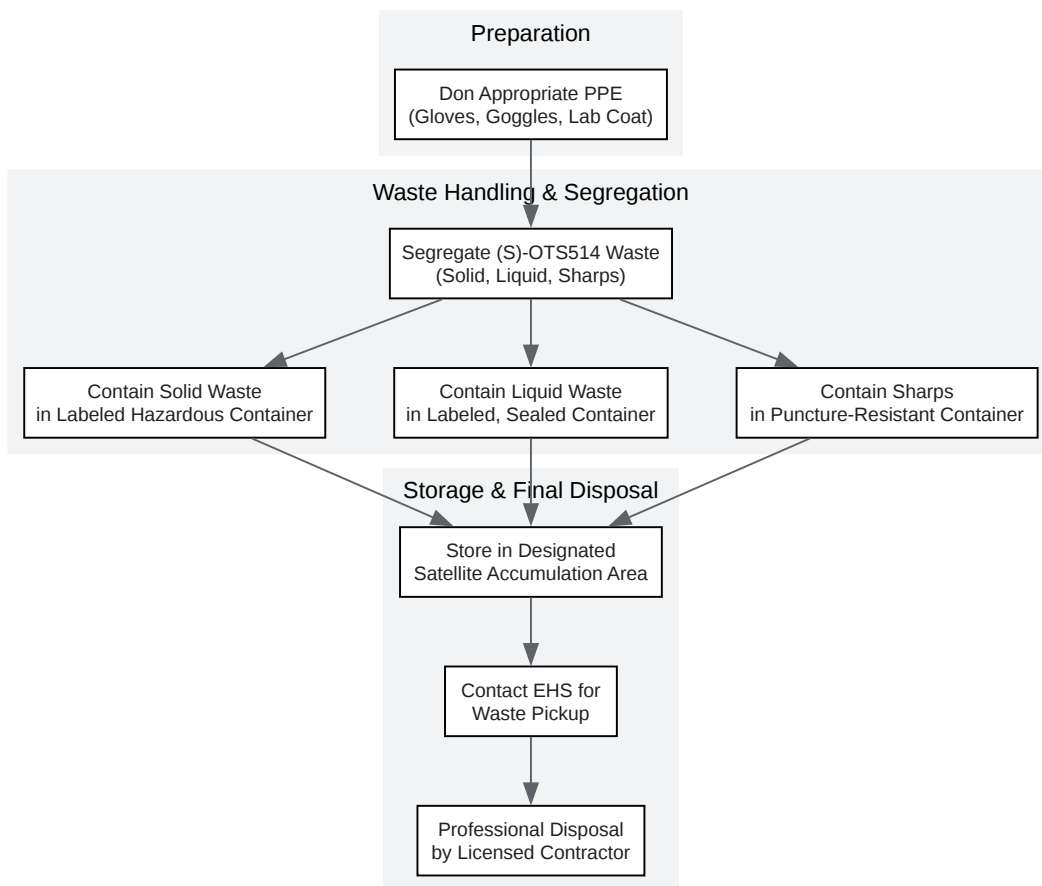 Preparation
Don Appropriate PPE
(Gloves, Goggles, Lab Coat)
Waste Handling & Segregation
Segregate (S)-OTS514 Waste
(Solid, Liquid, Sharps)
Contain Solid Waste
in Labeled Hazardous Container
Contain Liquid Waste
in Labeled, Sealed Container
Contain Sharps
in Puncture-Resistant Container
Storage & Final Disposal
Store in Designated
Satellite Accumulation Area
Contact EHS for
Waste Pickup
Professional Disposal
by Licensed Contractor